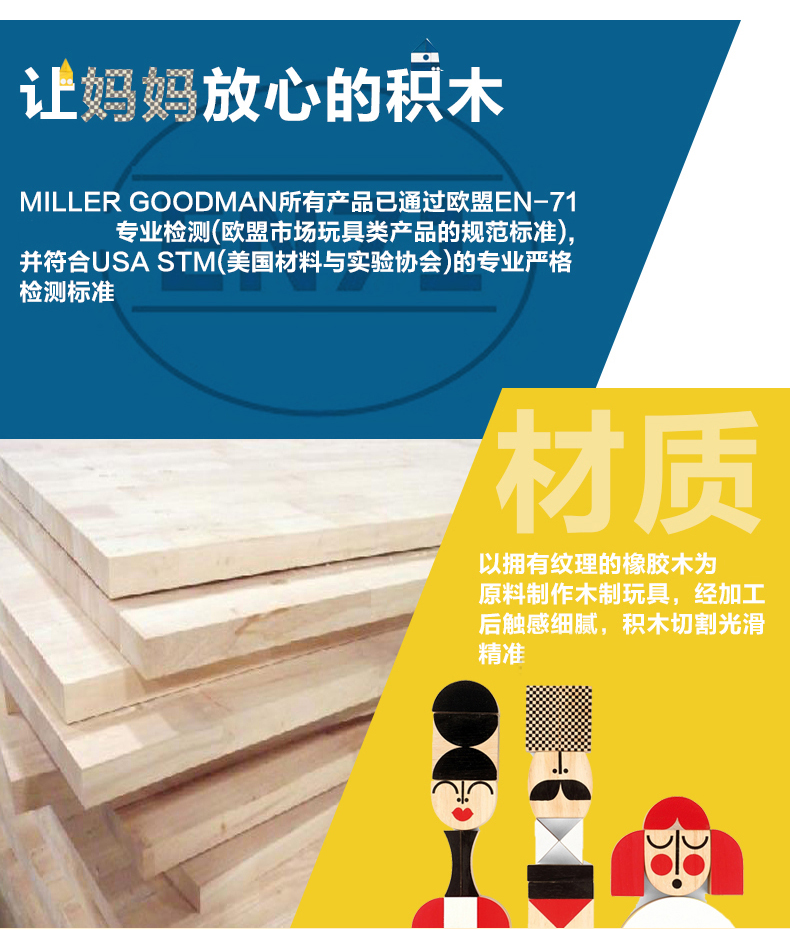 让妈妈放心的积木
MILLER GOODMAN所有产品已通过欧盟EN-71
专业检测(欧盟市场玩具类产品的规范标准)，
并符合USA STM(美国材料与实验协会)的专业严格
检测标准
EN71
材质
以拥有纹理的橡胶木为
原料制作木制玩具，经加工
后触感细腻，积木切割光滑
精准